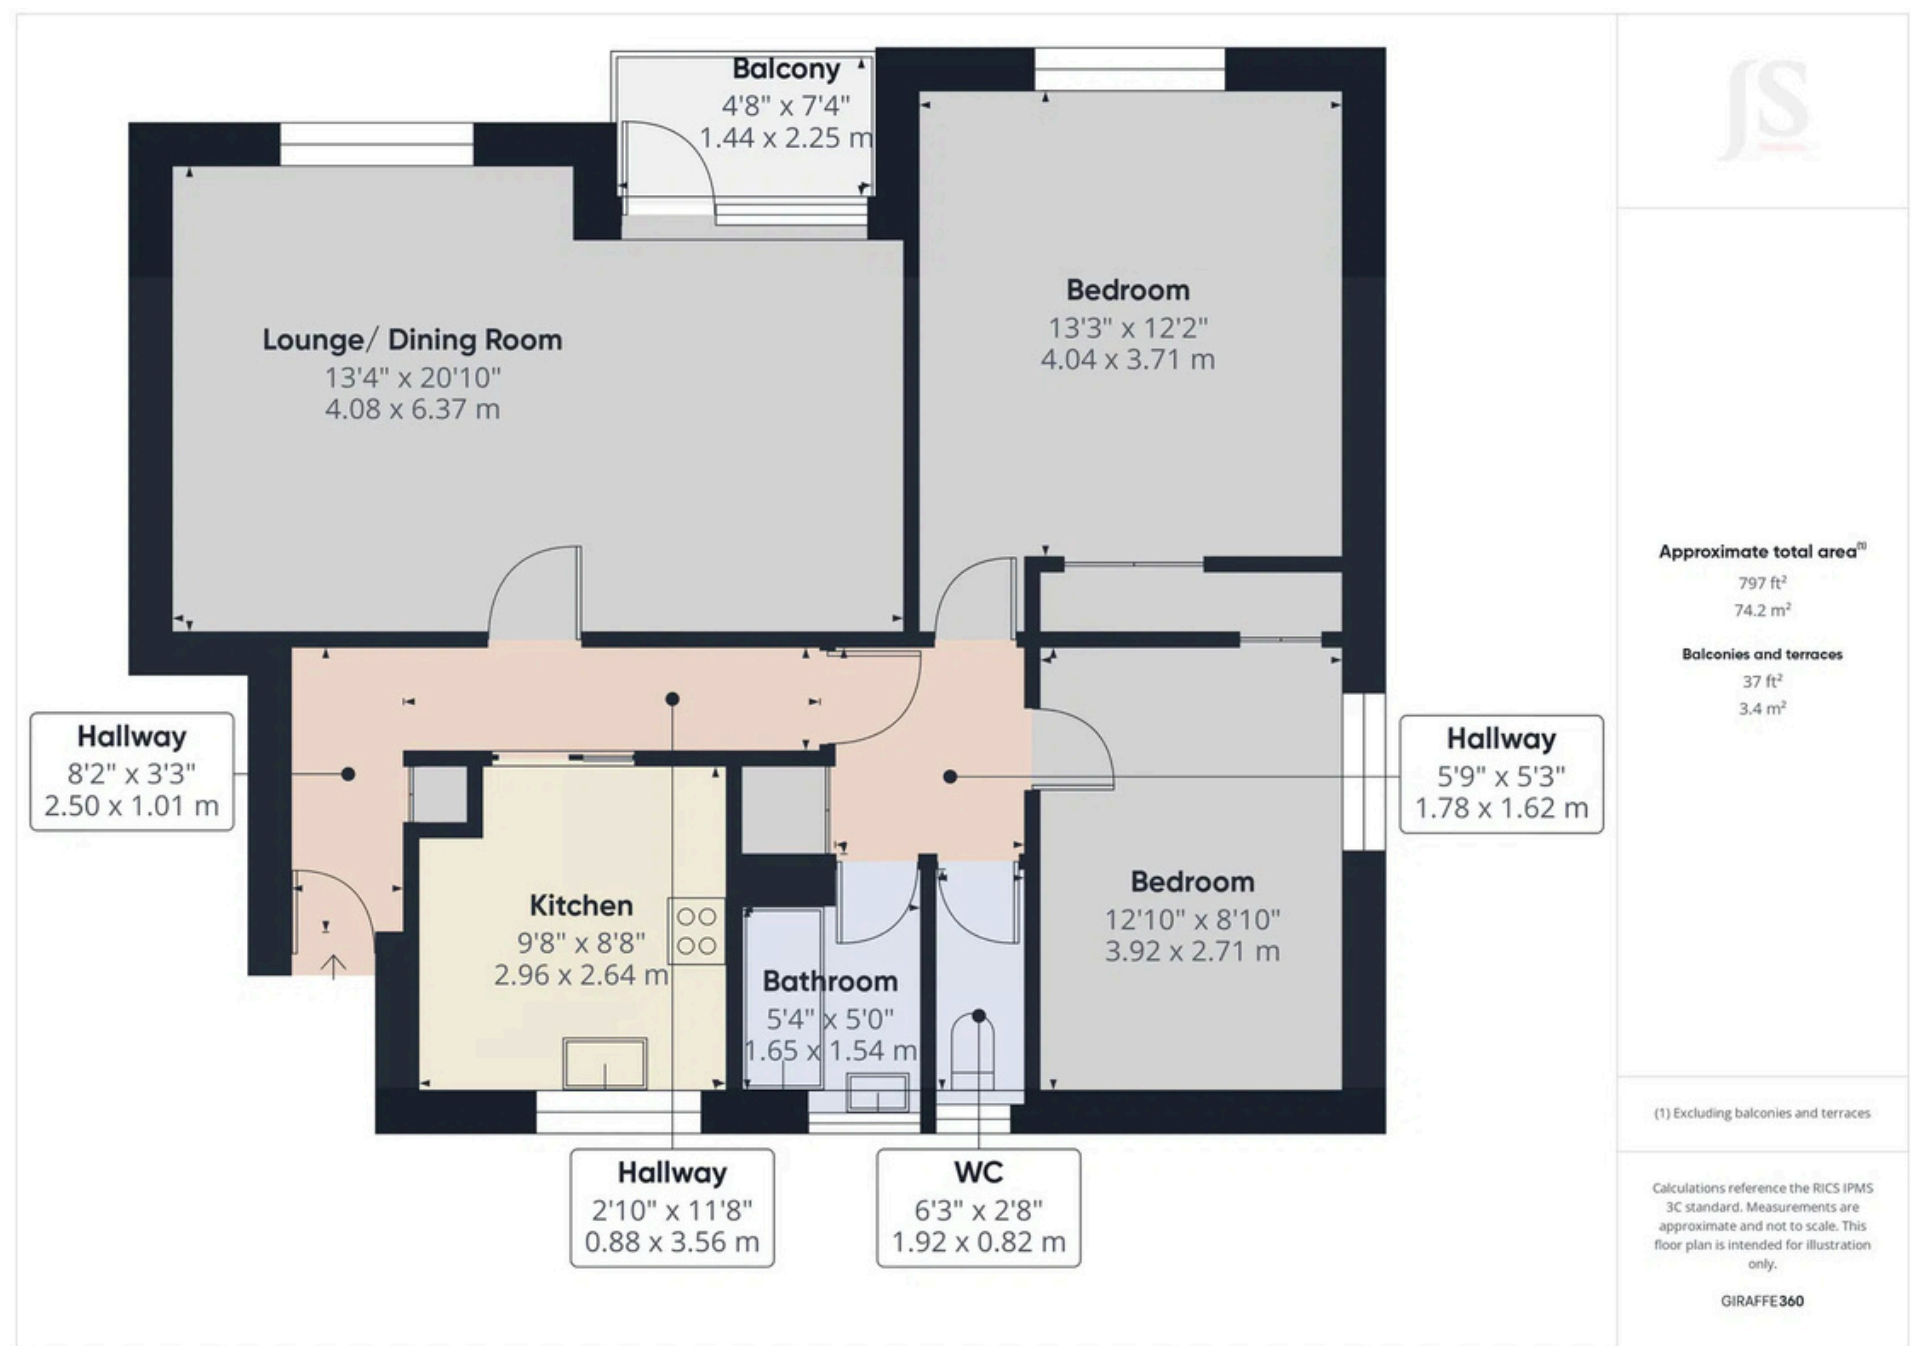 Balcony
4'8" x 7'4"
1.44 x 2.25 m
Lounge/ Dining Room
13'4" x 20'10"
4.08 x 6.37 m
Bedroom
13'3" x 12'2"
4.04 x 3.71 m
Hallway
8'2" x 3'3"
2.50 x 1.01 m
Hallway
5'9" x 5'3"
1.78 x 1.62 m
Kitchen
9'8" x 8'8"
2.96 x 2.64 m
Bathroom
5'4" x 5'0"
1.65 x 1.54 m
Bedroom
12'10" x 8'10"
3.92 x 2.71 m
Hallway
2'10" x 11'8"
0.88 x 3.56 m
WC
6'3" x 2'8"
1.92 x 0.82 m
JS
Approximate total area(1)
797 ft²
74.2 m²
Balconies and terraces
37 ft²
3.4 m²
(1) Excluding balconies and terraces
Calculations reference the RICS IPMS
3C standard. Measurements are
approximate and not to scale. This
floor plan is intended for illustration
only.
GIRAFFE360